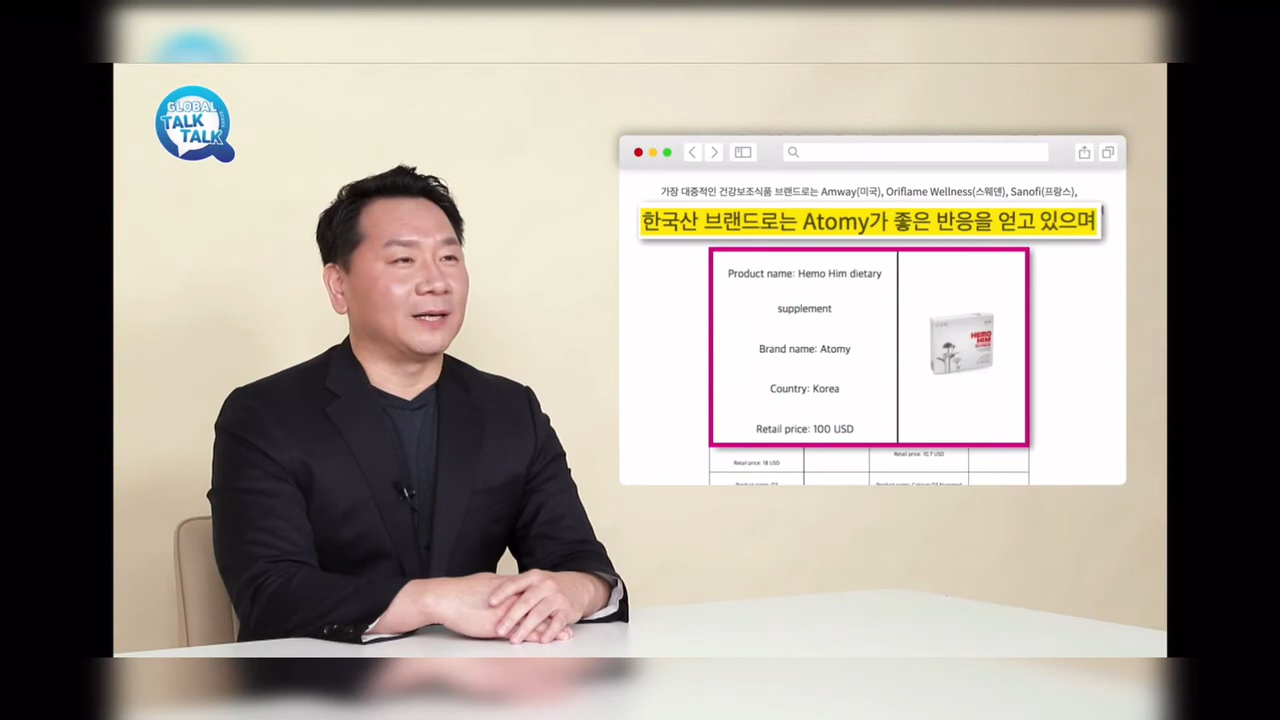 GLOBAL
TALK
TALK
가장 대중적인 건강보조식품 브랜드로는 Amway(미국), Oriflame Wellness(스웨덴), Sanofi(프랑스),
한국산 브랜드로는 Atomy가 좋은 반응을 얻고 있으며
Product name: Hemo Him dietary
supplement
Brand name: Atomy
Country: Korea
Retail price: 100 USD
HEMO
HIM
Retail price: 18 USD
Retail price: 10.7 USD